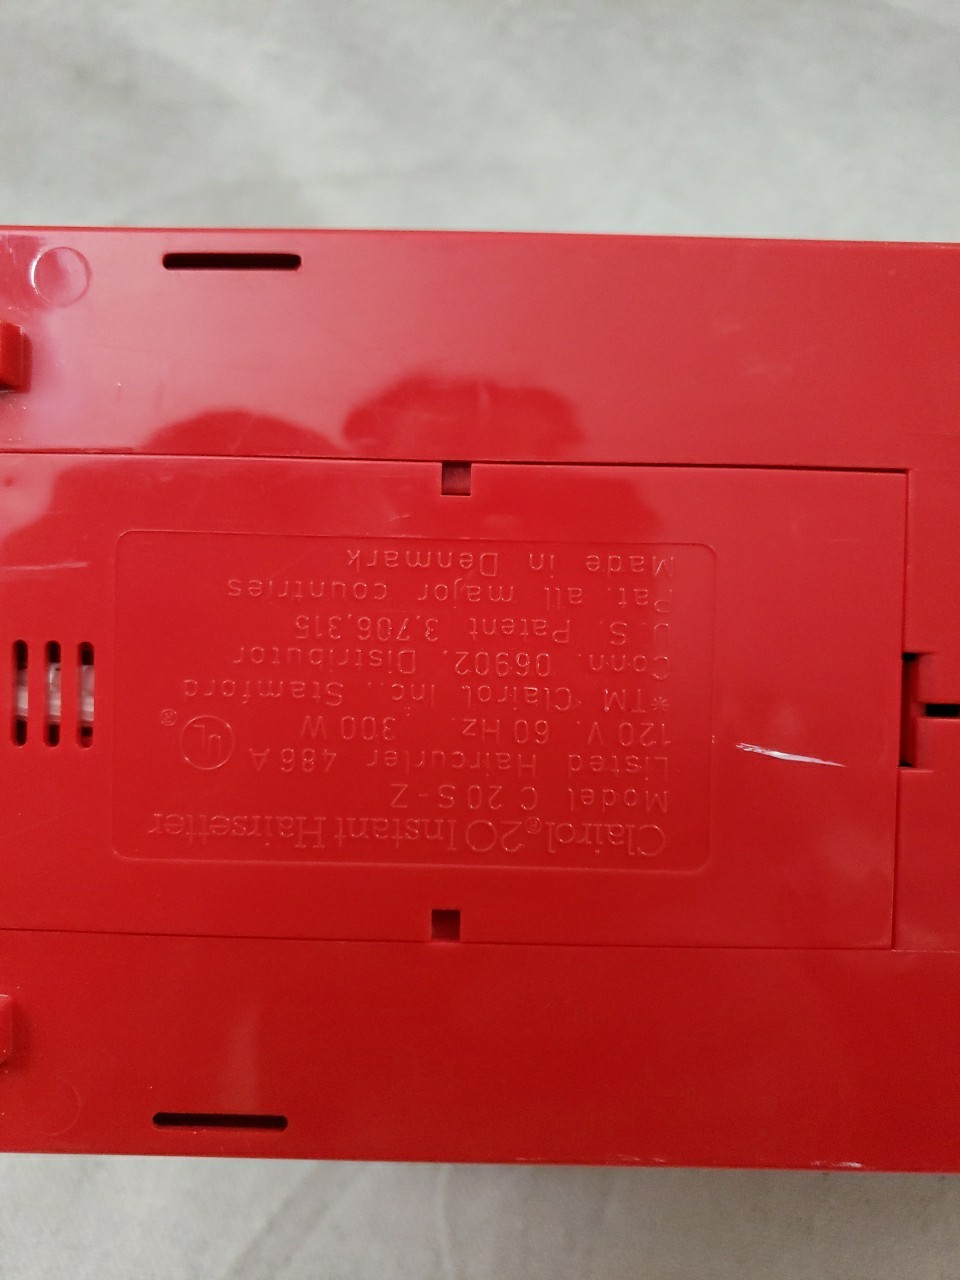 Clairol® 20 Instant Hairsetter
Model C 20 S-Z
Listed Haircurler 486 A UL®
120 V. 60 Hz. 300 W
*TM Clairol Inc., Stamford
Conn. 06902, Distributor
U.S. Patent 3,706,315
Pat. all major countries
Made in Denmark